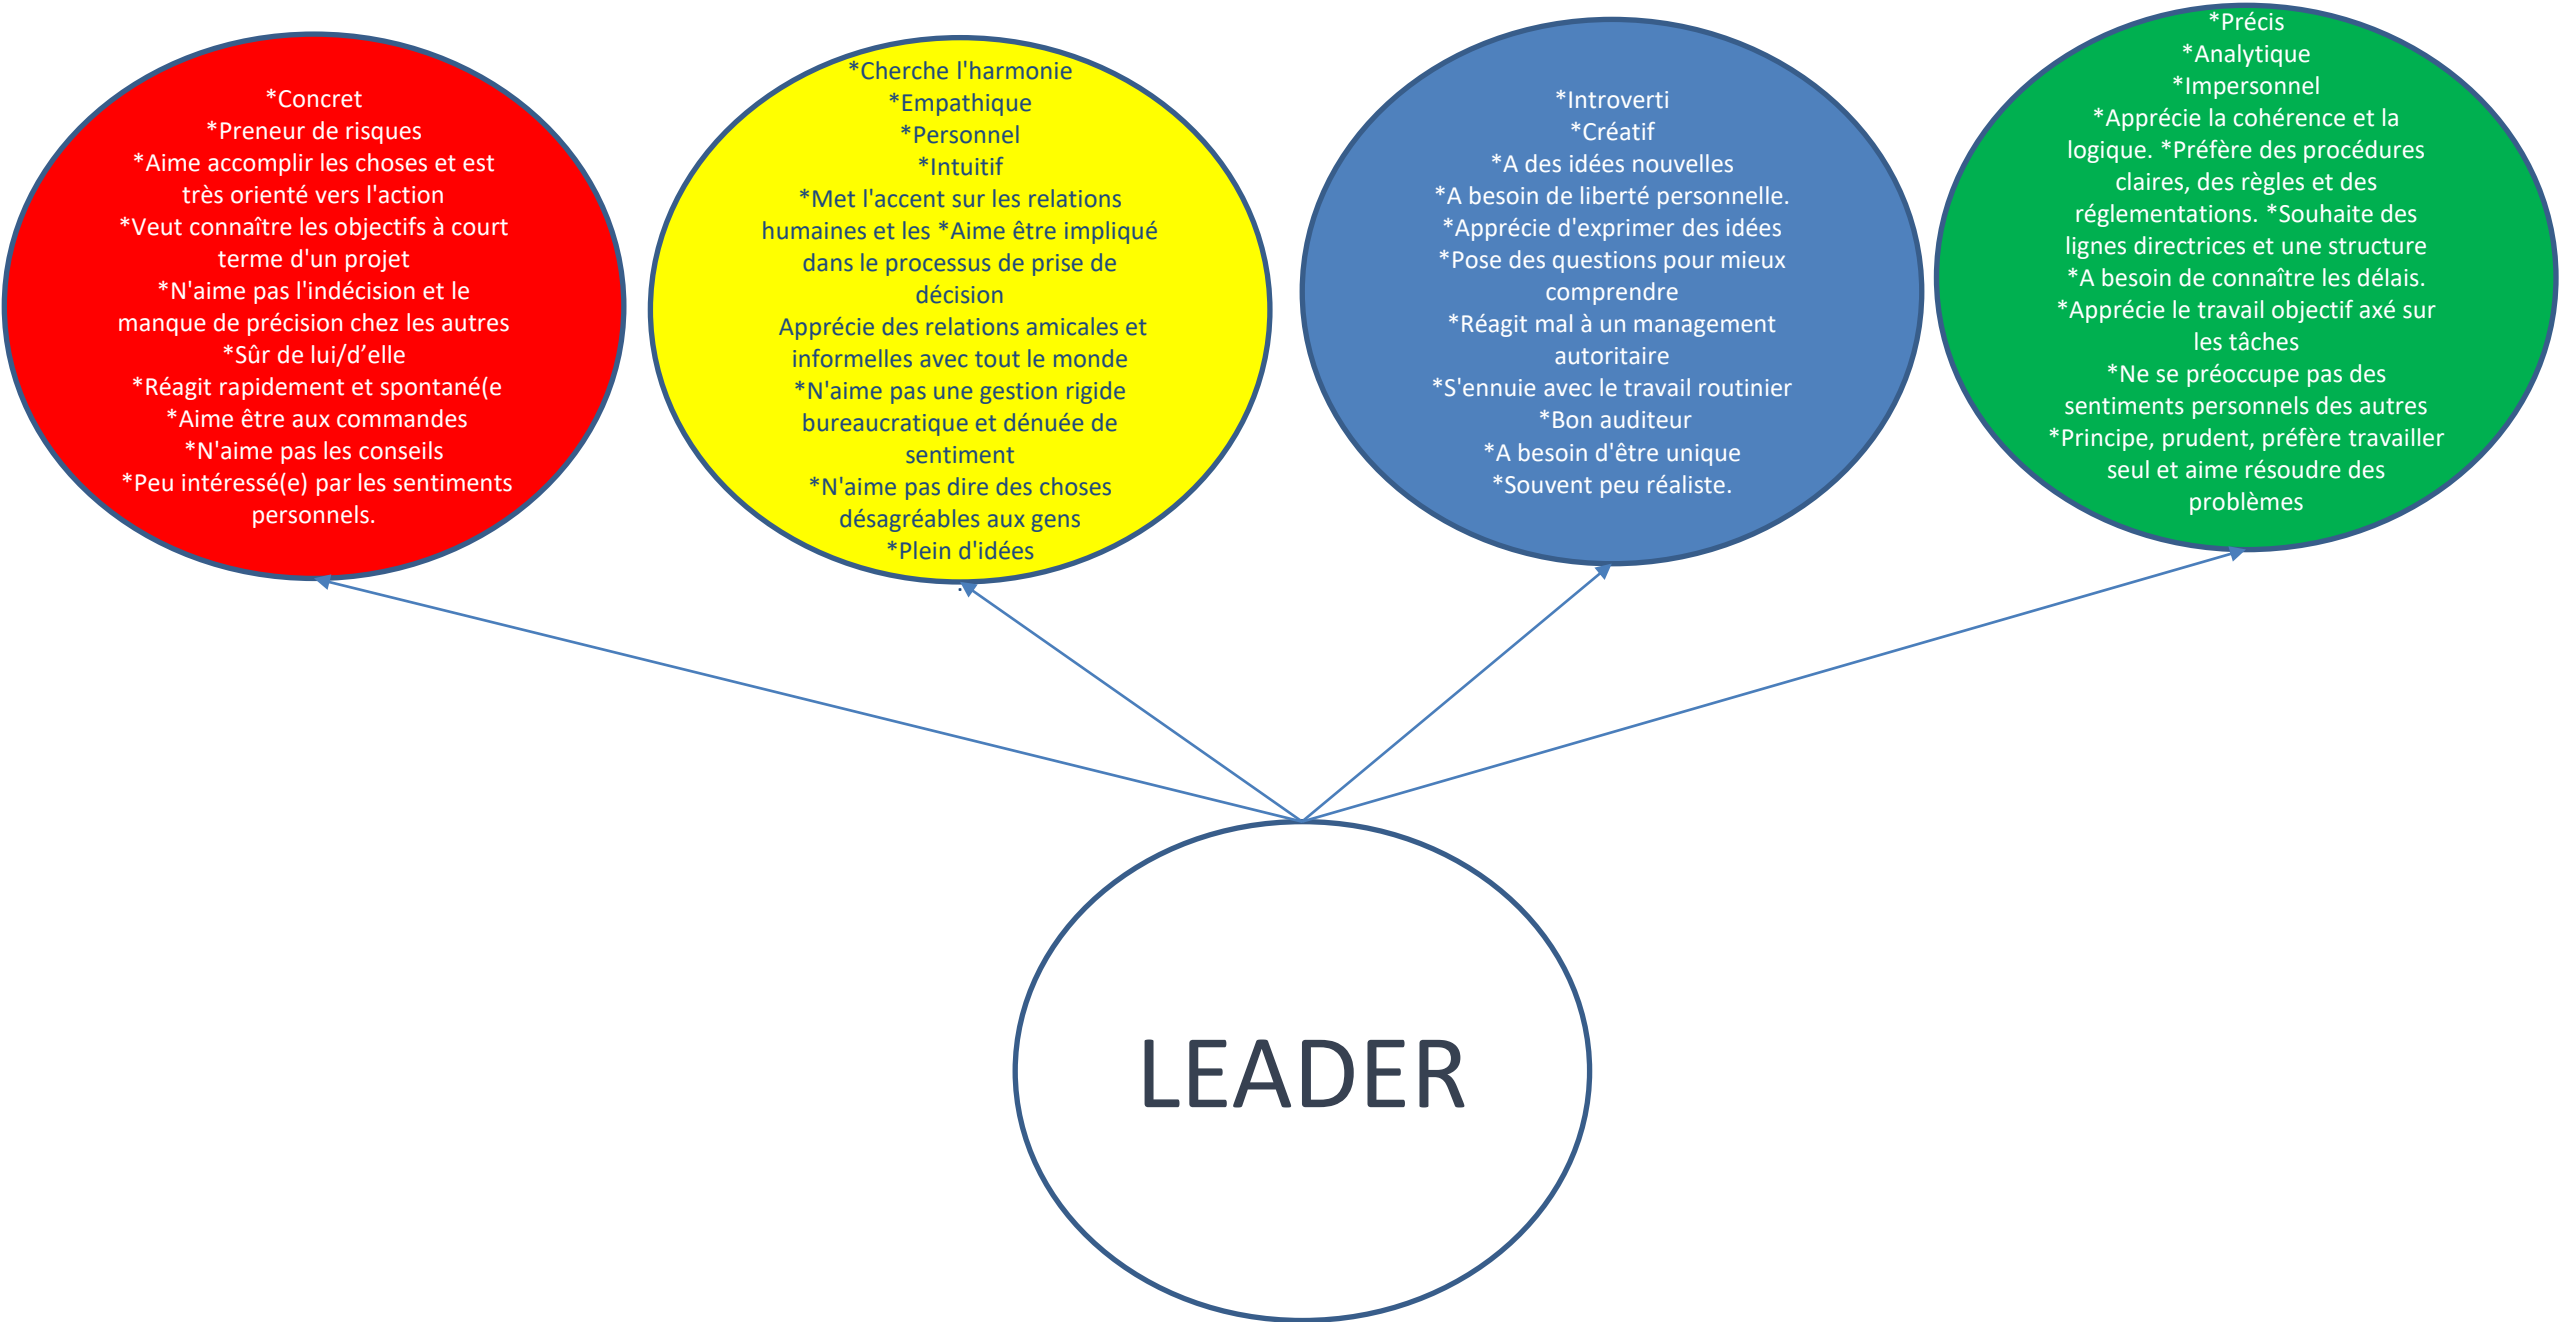 *Concret
*Preneur de risques
*Aime accomplir les choses et est
très orienté vers l'action
*Veut connaître les objectifs à court
terme d'un projet
*N'aime pas l'indécision et le
manque de précision chez les autres
*Sûr de lui/d’elle
*Réagit rapidement et spontané(e
*Aime être aux commandes
*N'aime pas les conseils
*Peu intéressé(e) par les sentiments
personnels.
*Cherche l'harmonie
*Empathique
*Personnel
*Intuitif
*Met l'accent sur les relations
humaines et les *Aime être impliqué
dans le processus de prise de
décision
Apprécie des relations amicales et
informelles avec tout le monde
*N'aime pas une gestion rigide
bureaucratique et dénuée de
sentiment
*N'aime pas dire des choses
désagréables aux gens
*Plein d'idées
.
*Introverti
*Créatif
*A des idées nouvelles
*A besoin de liberté personnelle.
*Apprécie d'exprimer des idées
*Pose des questions pour mieux
comprendre
*Réagit mal à un management
autoritaire
*S'ennuie avec le travail routinier
*Bon auditeur
*A besoin d'être unique
*Souvent peu réaliste.
*Précis
*Analytique
*Impersonnel
*Apprécie la cohérence et la
logique. *Préfère des procédures
claires, des règles et des
réglementations. *Souhaite des
lignes directrices et une structure
*A besoin de connaître les délais.
*Apprécie le travail objectif axé sur
les tâches
*Ne se préoccupe pas des
sentiments personnels des autres
*Principe, prudent, préfère travailler
seul et aime résoudre des
problèmes
LEADER